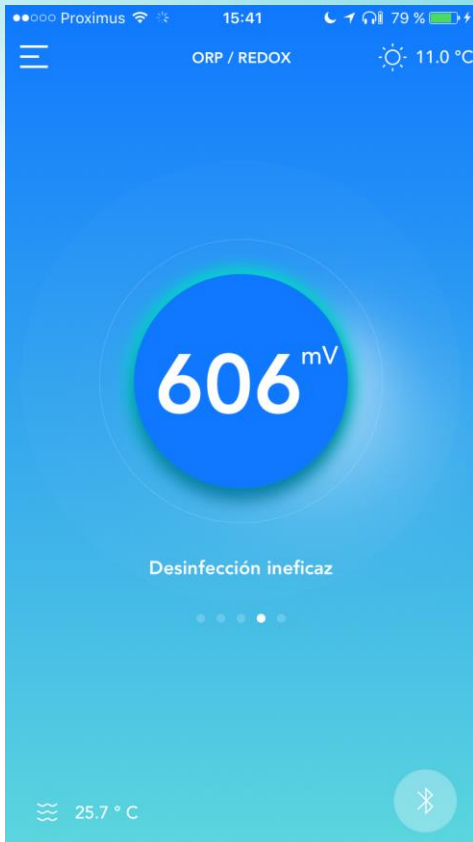 Proximus 15:41 79 %
ORP / REDOX 11.0 °C
606 mV
Desinfección ineficaz
25.7 ° C